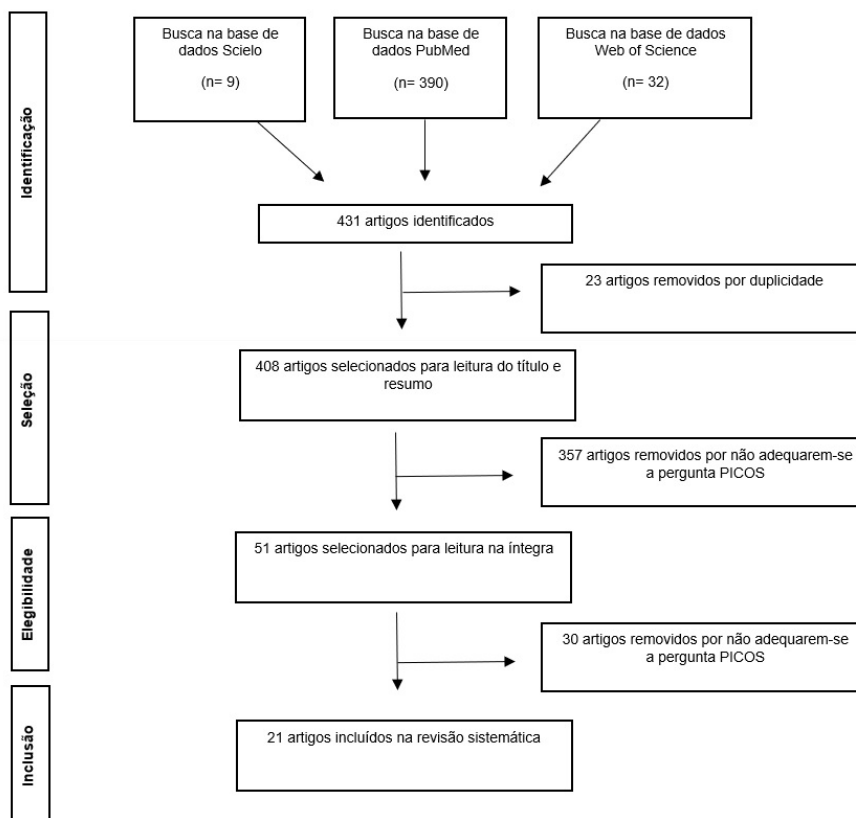 Identificação
Busca na base de
dados Scielo
(n= 9)
Busca na base de
dados PubMed
(n= 390)
Busca na base de dados
Web of Science
(n= 32)
431 artigos identificados
23 artigos removidos por duplicidade
Seleção
408 artigos selecionados para leitura do título e
resumo
357 artigos removidos por não adequarem-se
a pergunta PICOS
Elegibilidade
51 artigos selecionados para leitura na íntegra
30 artigos removidos por não adequarem-se
a pergunta PICOS
Inclusão
21 artigos incluídos na revisão sistemática